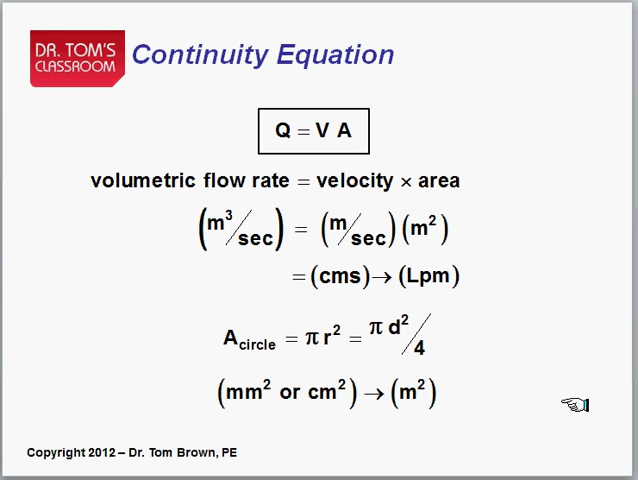 DR. TOM'S
CLASSROOM
Continuity Equation
Q = V A
volumetric flow rate = velocity × area
(m³/sec) = (m/sec)(m²)
= (cms) → (Lpm)
A circle = π r² = π d²/4
(mm² or cm²) → (m²)
Copyright 2012 – Dr. Tom Brown, PE